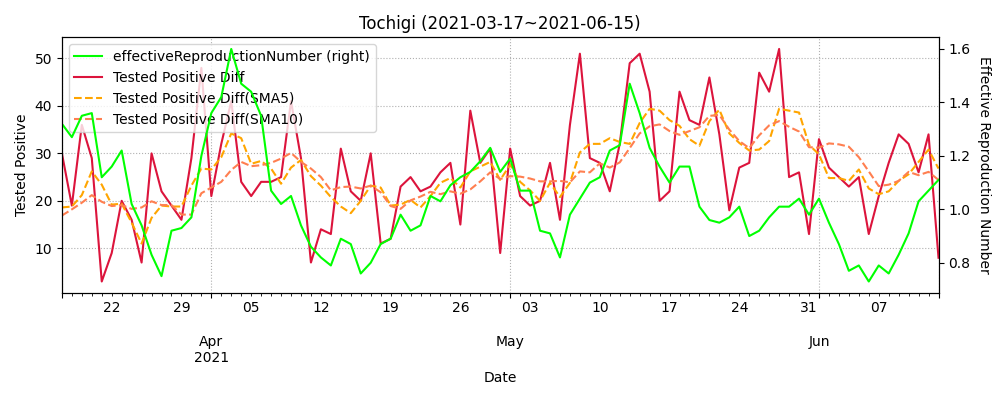 Tochigi (2021-03-17~2021-06-15)
effectiveReproductionNumber (right)
Tested Positive Diff
Tested Positive Diff(SMA5)
Tested Positive Diff(SMA10)
Tested Positive
50
40
30
20
10
1.6
1.4
1.2
1.0
0.8
Effective Reproduction Number
22 29 05 12 19 26 03 10 17 24 31 07
Apr May Jun
2021
Date